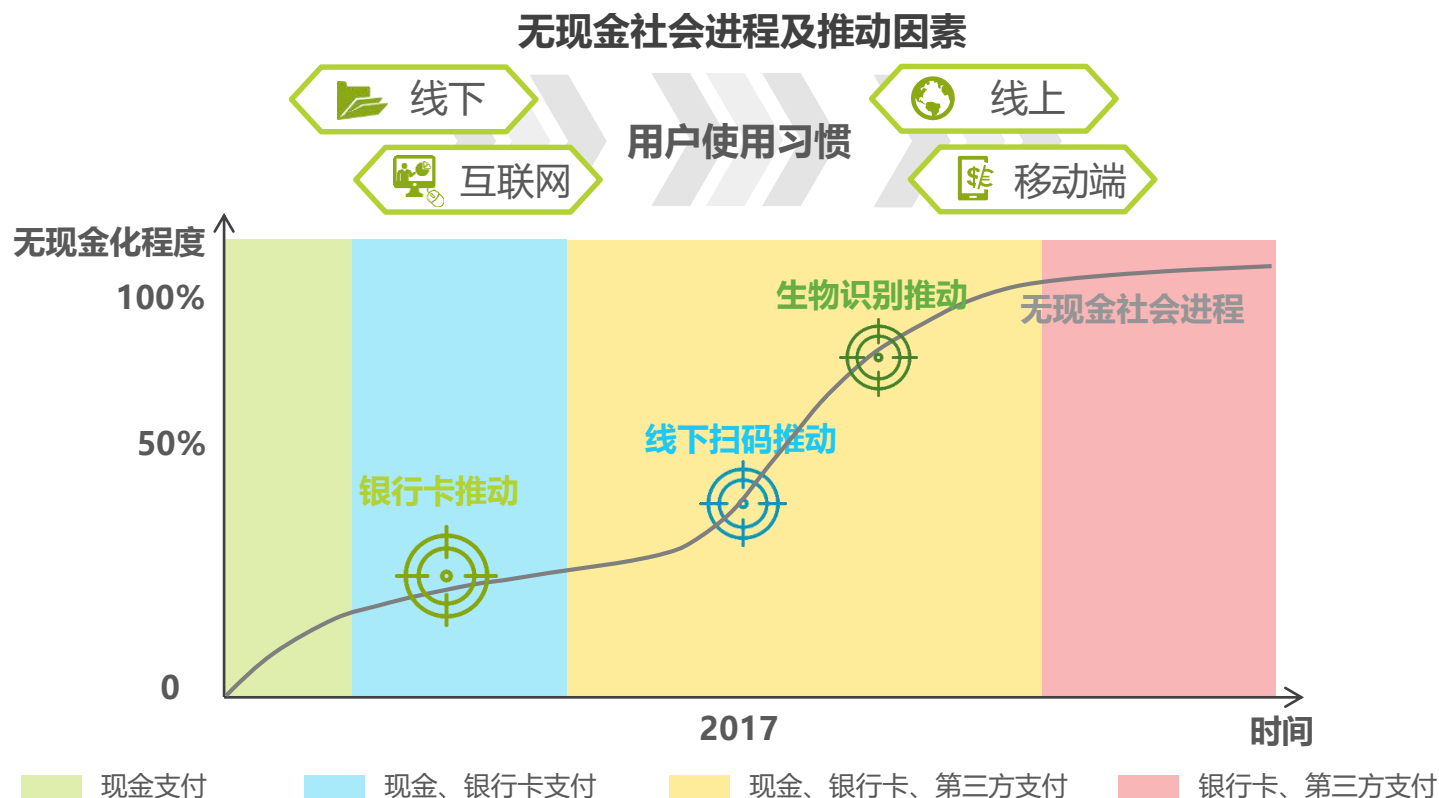 无现金社会进程及推动因素
线下
线上
用户使用习惯
互联网
移动端
无现金化程度
100%
生物识别推动
无现金社会进程
50%
线下扫码推动
银行卡推动
0
2017
时间
现金支付
现金、银行卡支付
现金、银行卡、第三方支付
银行卡、第三方支付